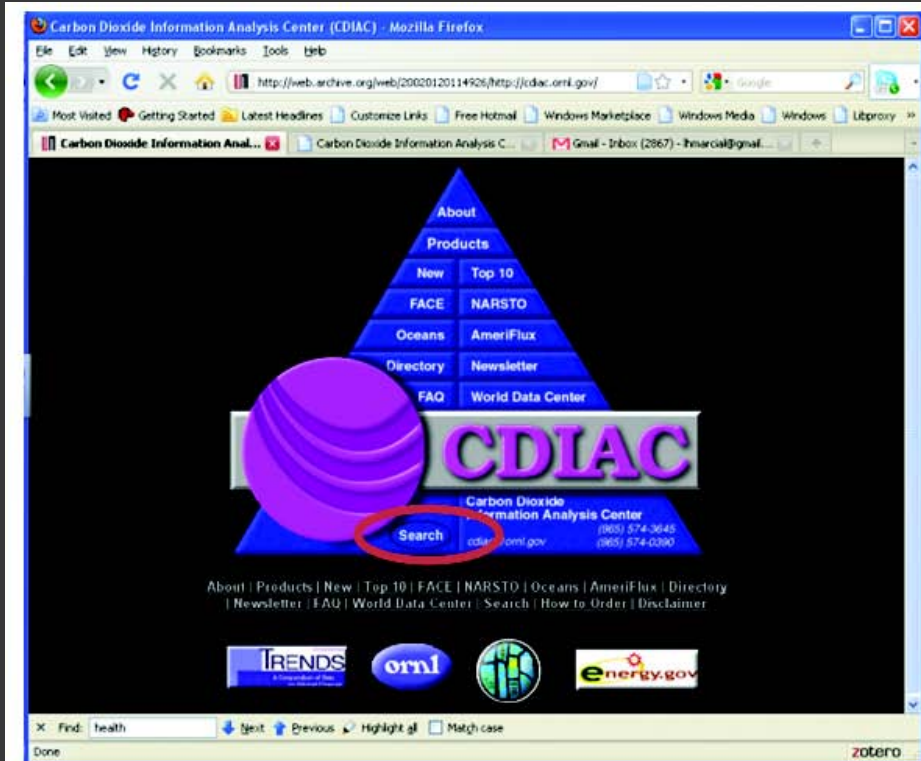 Carbon Dioxide Information Analysis Center (CDIAC) - Mozilla Firefox
File Edit View History Bookmarks Tools Help
http://web.archive.org/web/20020120114926/http://cdiac.ornl.gov/ Google
Most Visited Getting Started Latest Headlines Customize Links Free Hotmail Windows Marketplace Windows Media Windows Libproxy »
Carbon Dioxide Information Anal... Carbon Dioxide Information Analysis C... Gmail - Inbox (2867) - lhmarcial@gmail....
About
Products
New Top 10
FACE NARSTO
Oceans AmeriFlux
Directory Newsletter
FAQ World Data Center
CDIAC
Carbon Dioxide
Information Analysis Center
Search (865) 574-3645
ornl.gov (865) 574-0390
About | Products | New | Top 10 | FACE | NARSTO | Oceans | AmeriFlux | Directory
| Newsletter | FAQ | World Data Center | Search | How to Order | Disclaimer
TRENDS
ornl
energy.gov
Find: health Next Previous Highlight all Match case
Done zotero